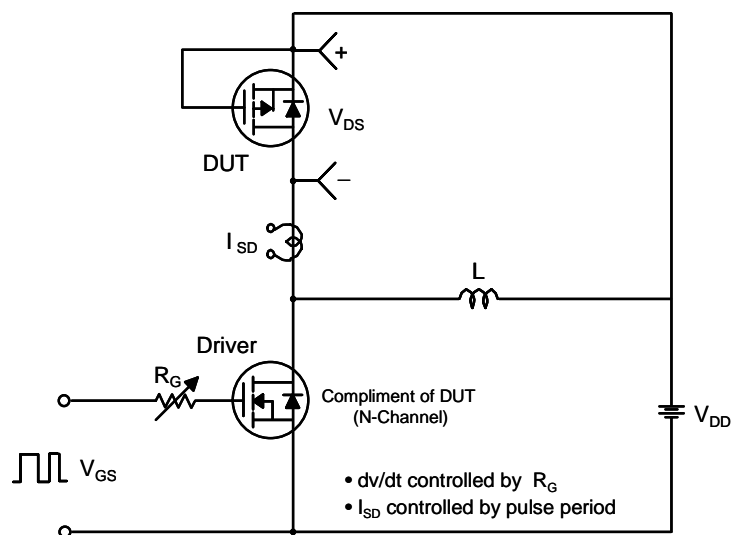 +
V_DS
DUT
−
I_SD
L
Driver
R_G
Compliment of DUT
(N-Channel)
V_DD
V_GS
• dv/dt controlled by R_G
• I_SD controlled by pulse period